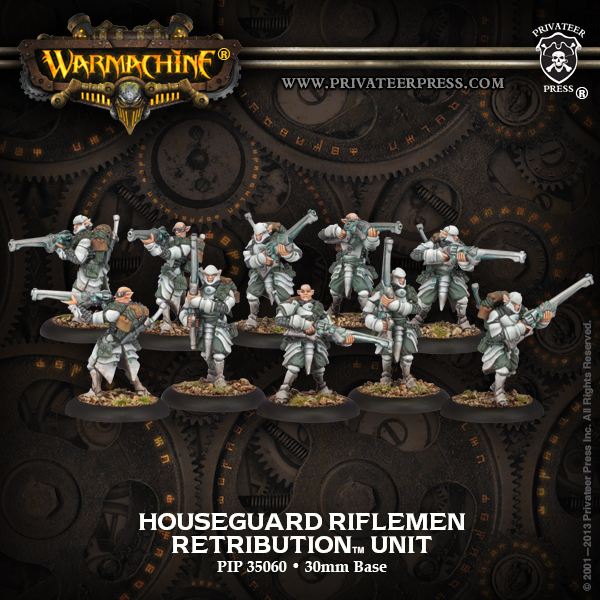 WARMACHINE®
PRIVATEER
PRESS®
WWW.PRIVATEERPRESS.COM
HOUSEGUARD RIFLEMEN
RETRIBUTION™ UNIT
PIP 35060 • 30mm Base
©2001–2013 Privateer Press Inc. All Rights Reserved.